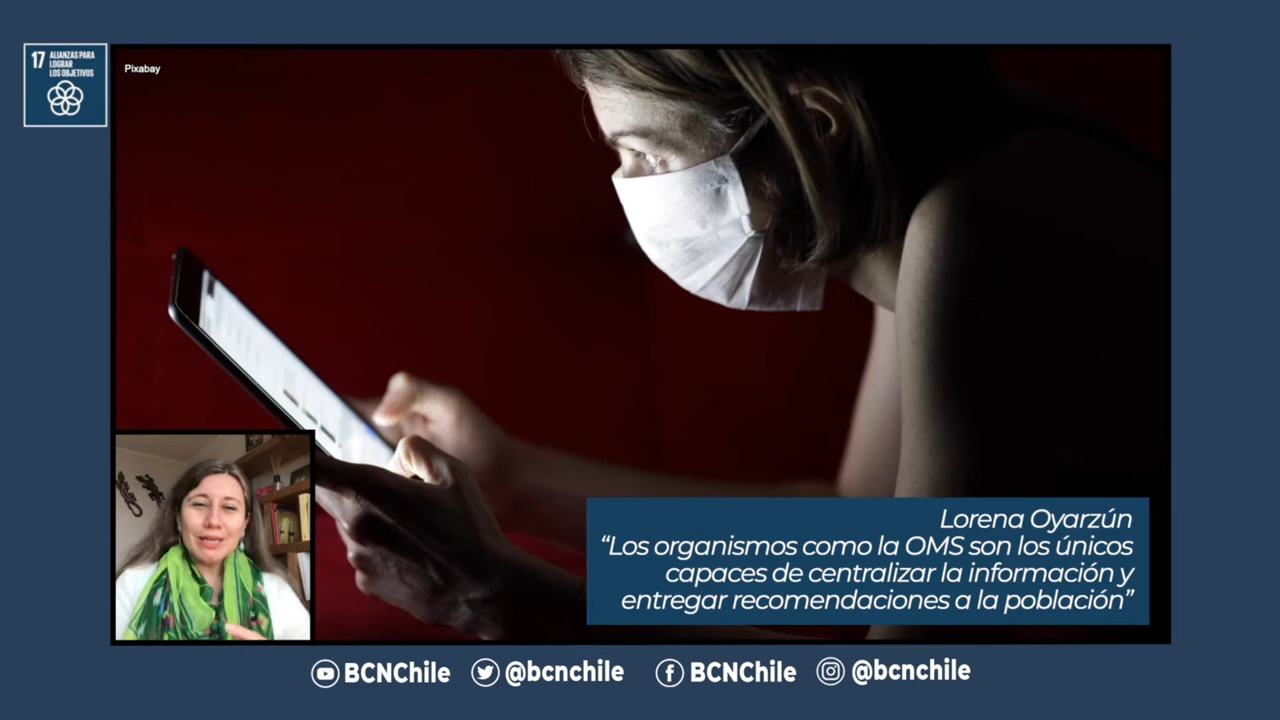 17 ALIANZAS PARA
LOGRAR
LOS OBJETIVOS
Pixabay
Lorena Oyarzún
“Los organismos como la OMS son los únicos
capaces de centralizar la información y
entregar recomendaciones a la población”
BCNChile @bcnchile BCNChile @bcnchile